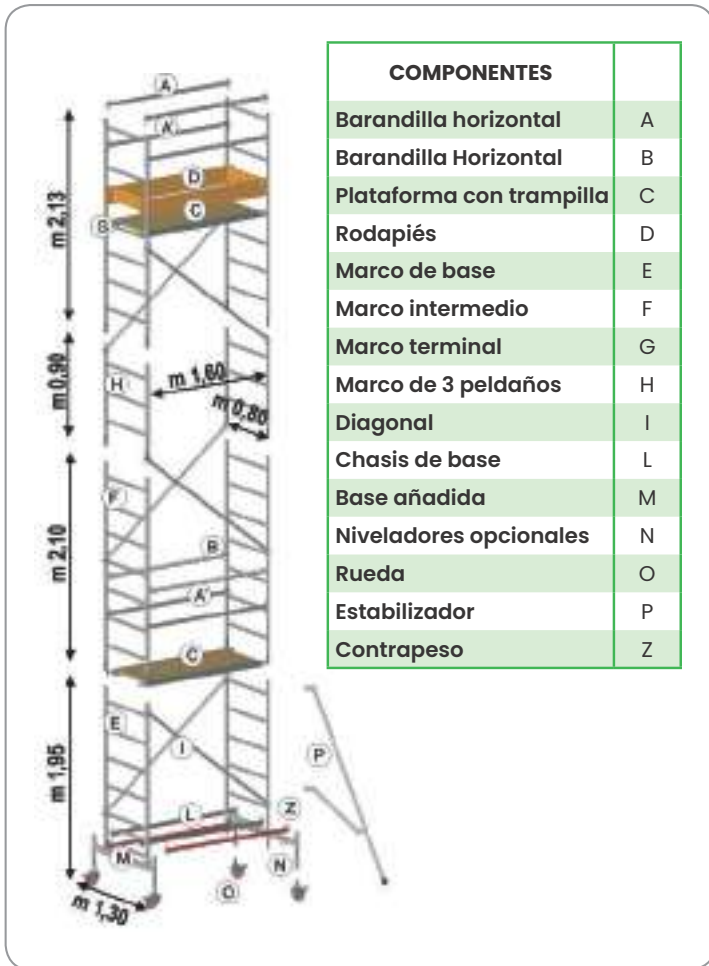 COMPONENTES
Barandilla horizontal A
Barandilla Horizontal B
Plataforma con trampilla C
Rodapiés D
Marco de base E
Marco intermedio F
Marco terminal G
Marco de 3 peldaños H
Diagonal I
Chasis de base L
Base añadida M
Niveladores opcionales N
Rueda O
Estabilizador P
Contrapeso Z
A
A'
D
C
B
m 2,13
H
m 1,60
m 0,80
m 0,90
F
B
A'
m 2,10
C
E
I
P
m 1,95
L
Z
M
N
O
m 1,30